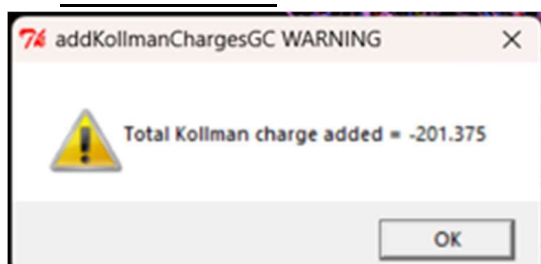 addKollmanChargesGC WARNING
Total Kollman charge added = -201.375
OK